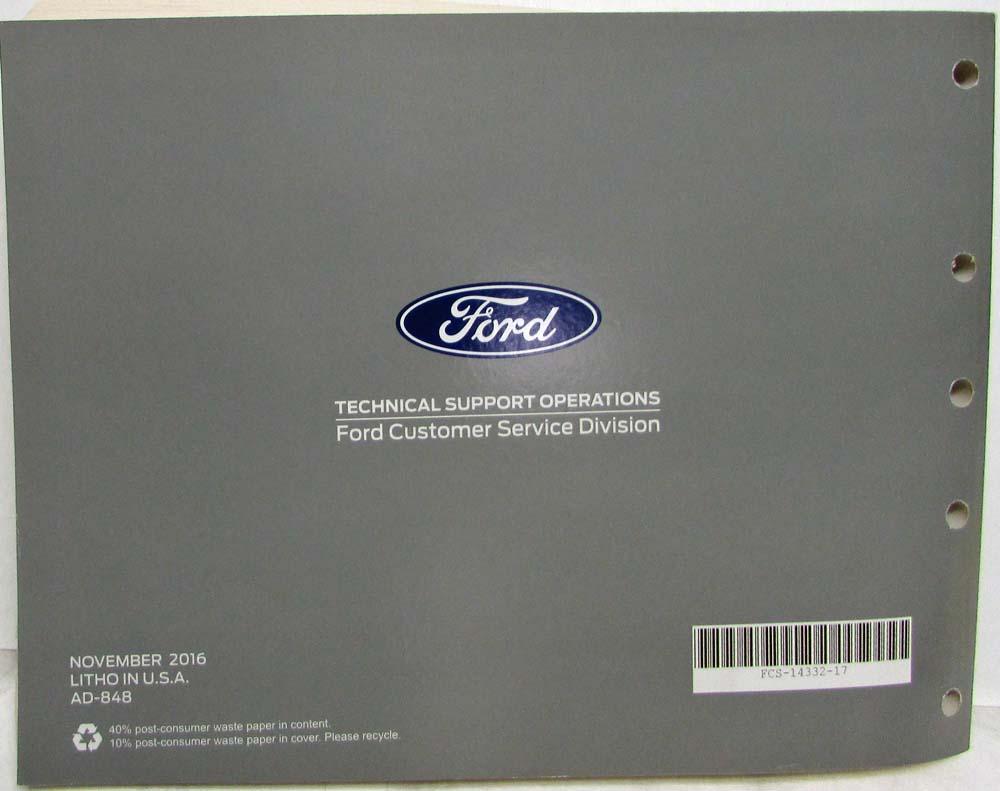 Ford
TECHNICAL SUPPORT OPERATIONS
Ford Customer Service Division
NOVEMBER 2016
LITHO IN U.S.A.
AD-848
40% post-consumer waste paper in content.
10% post-consumer waste paper in cover. Please recycle.
FCS-14332-17